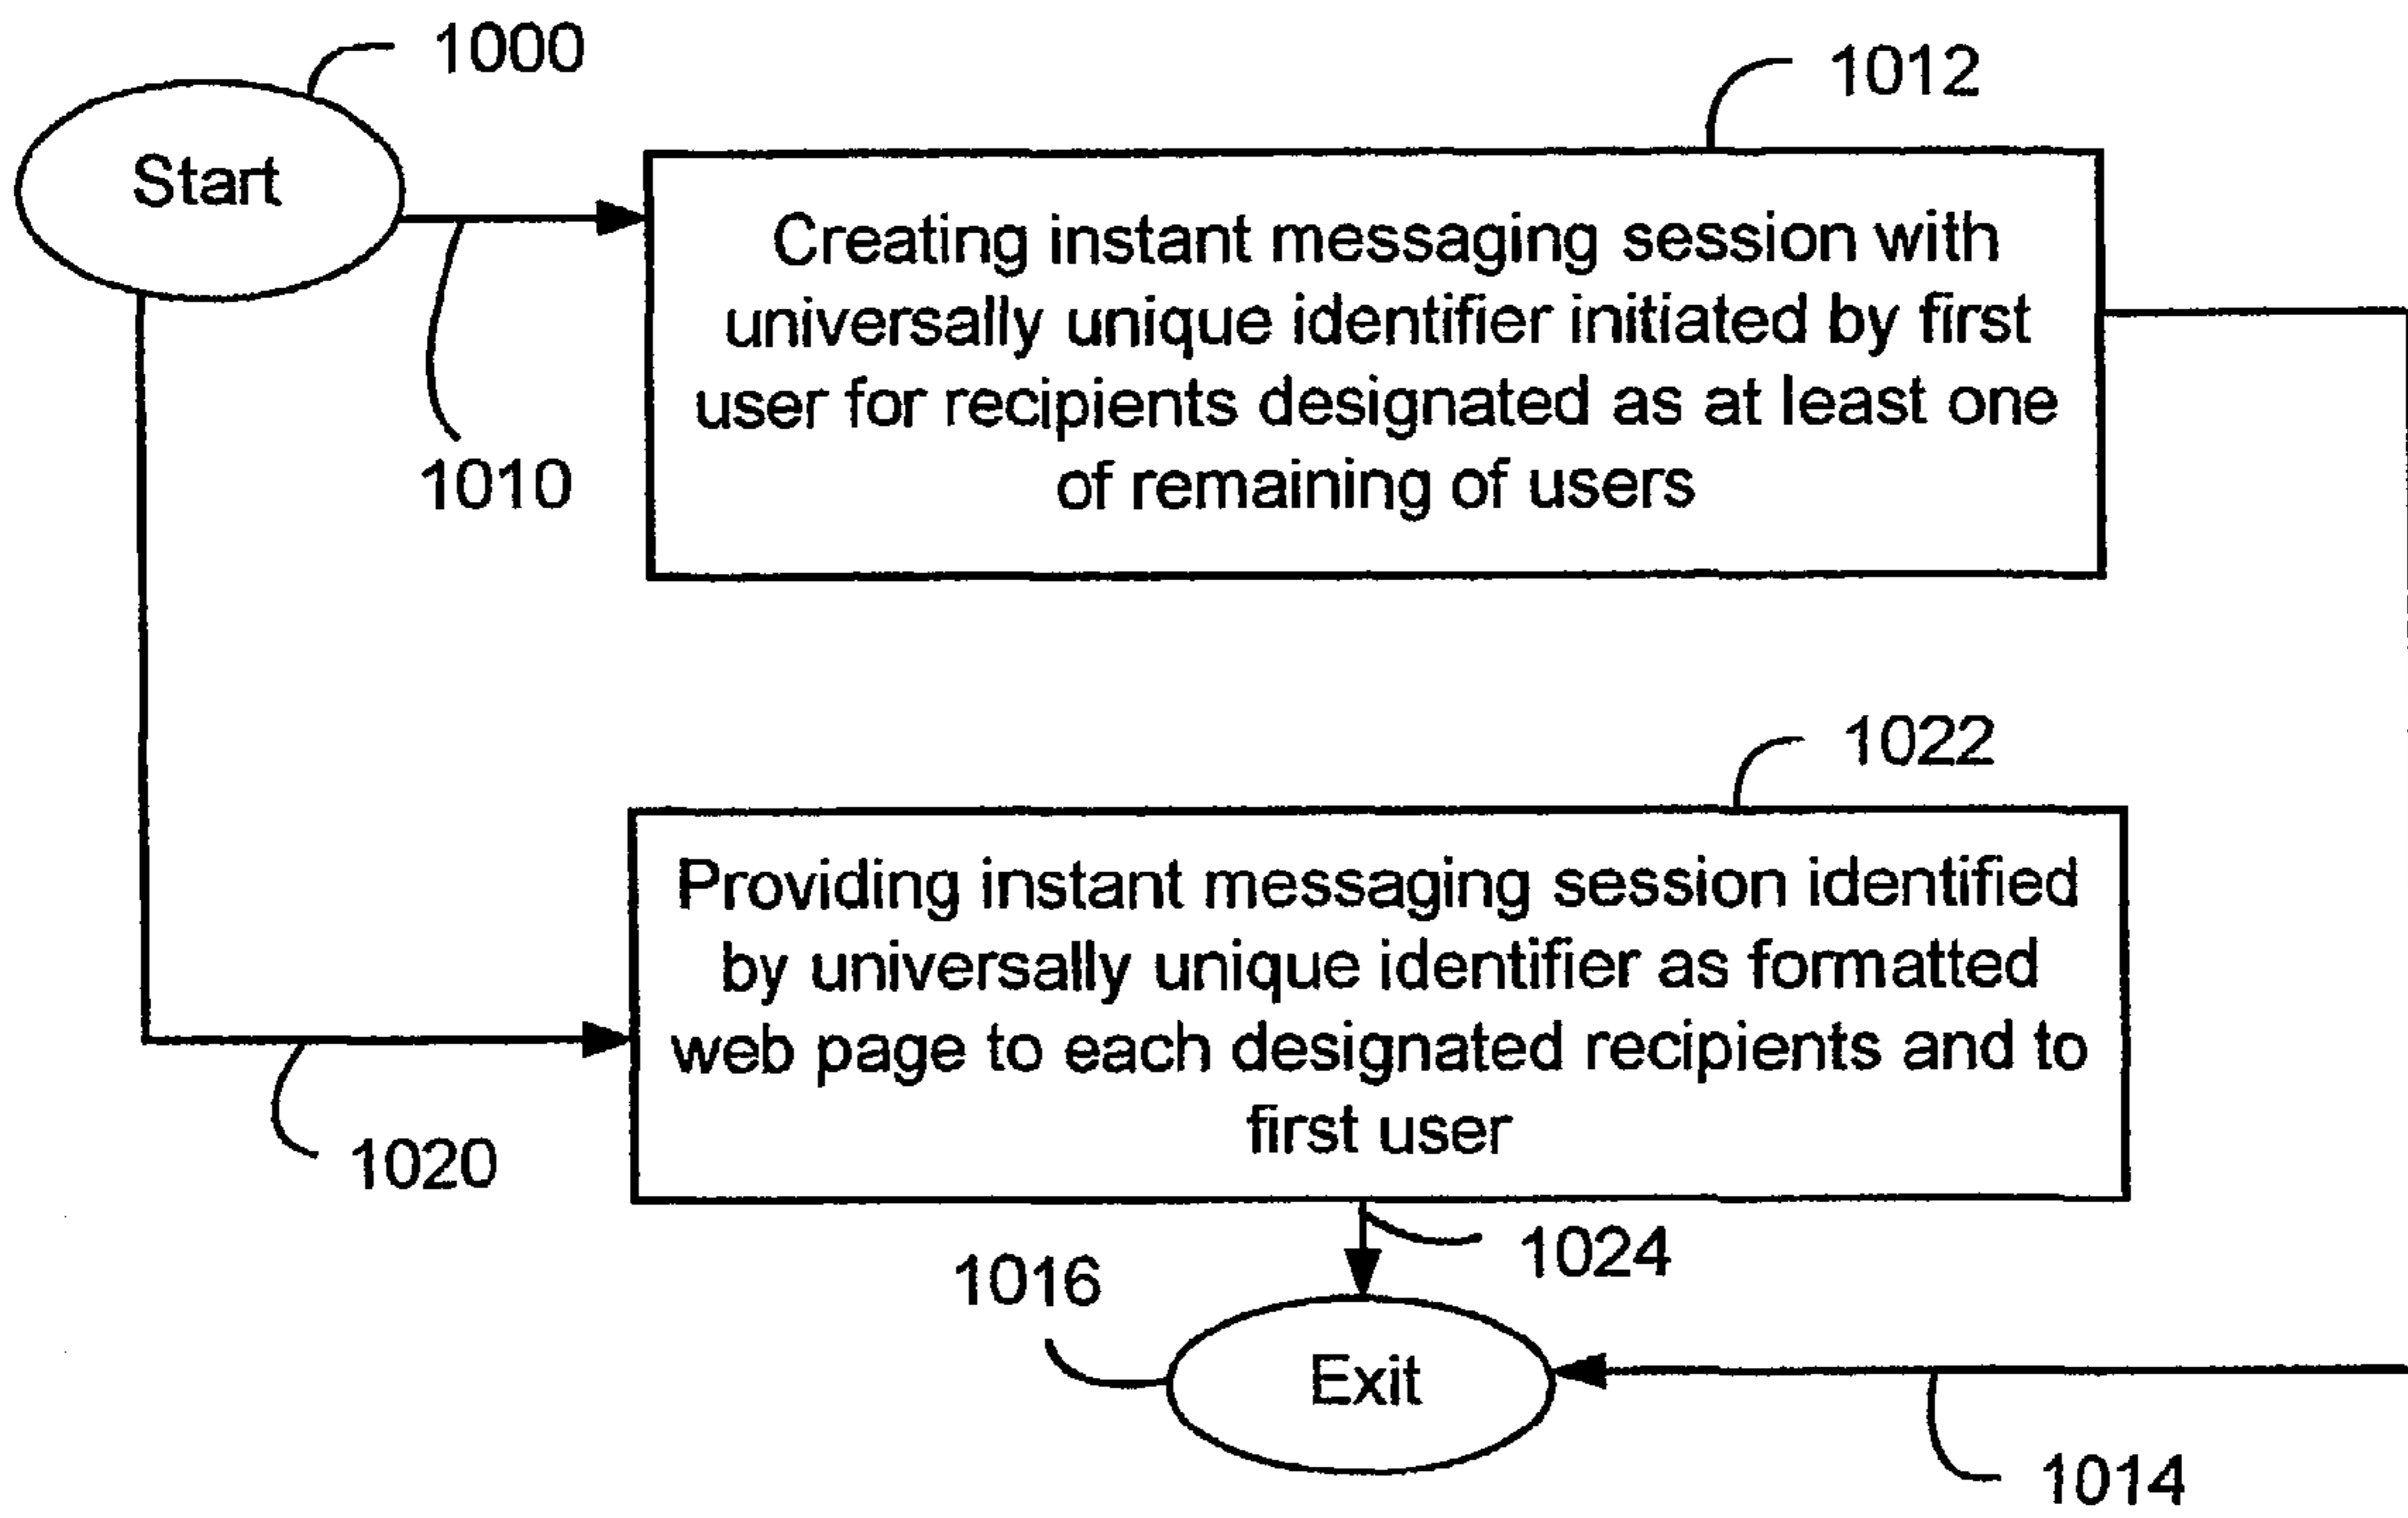 1000
Start
1012
Creating instant messaging session with
universally unique identifier initiated by first
user for recipients designated as at least one
of remaining of users
1010
1022
Providing instant messaging session identified
by universally unique identifier as formatted
web page to each designated recipients and to
first user
1020
1024
1016
Exit
1014